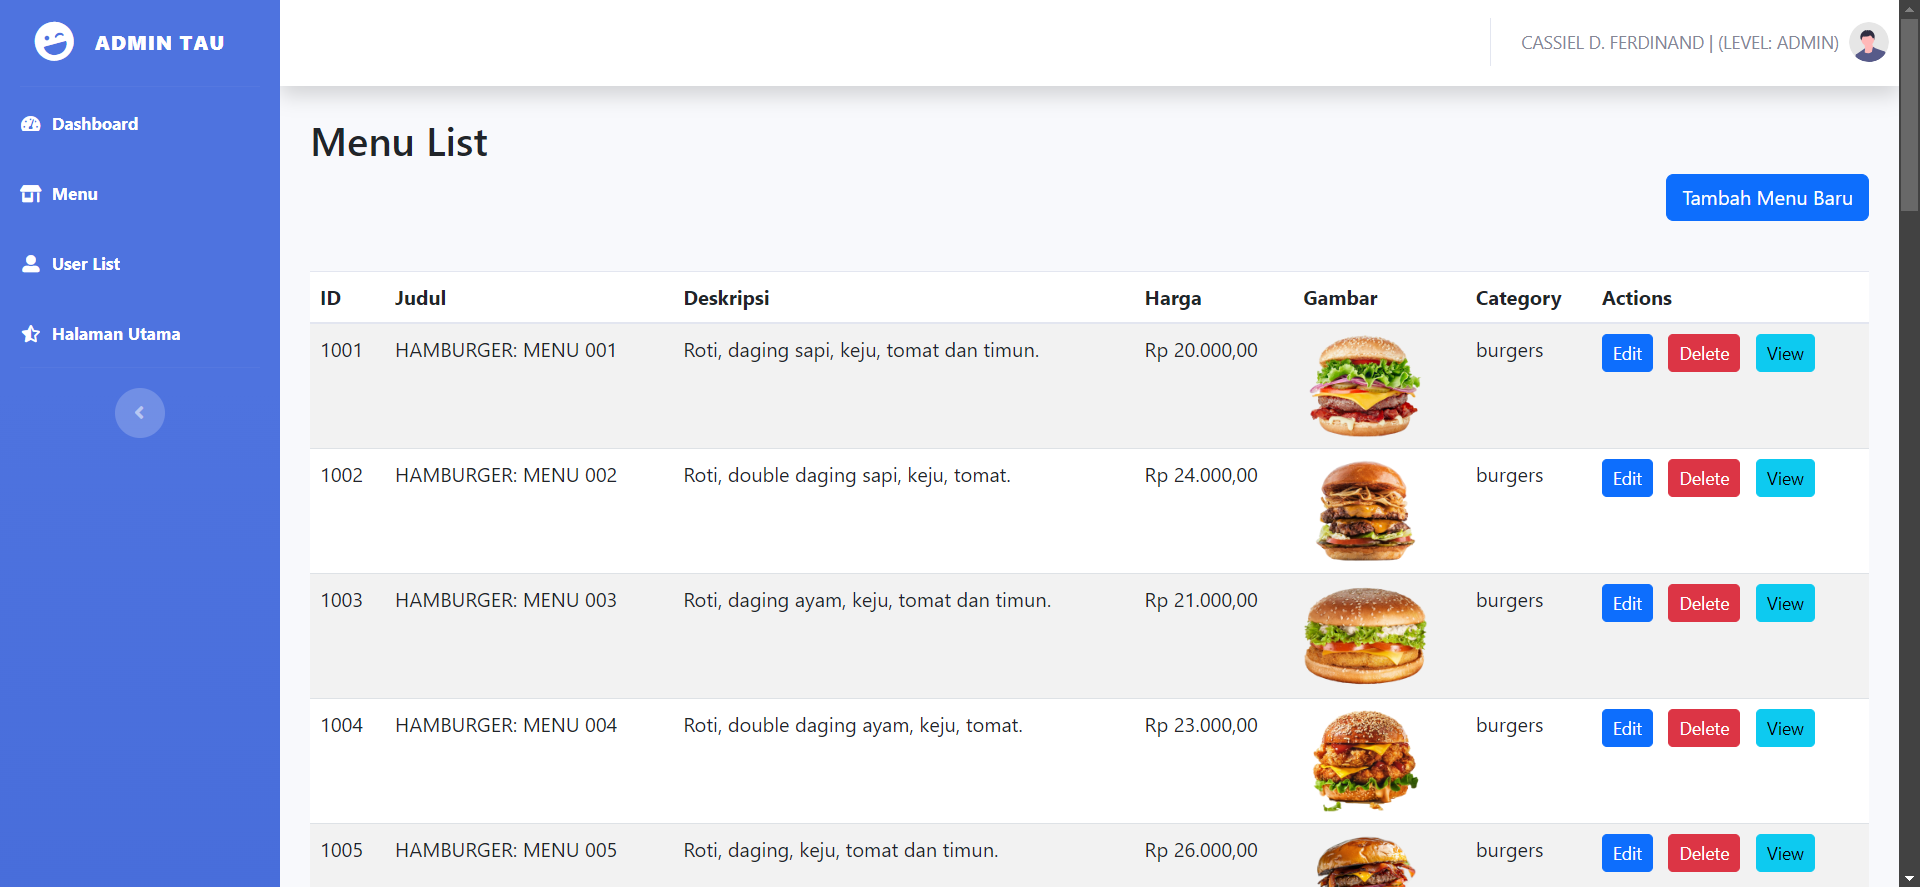 ADMIN TAU
CASSIEL D. FERDINAND | (LEVEL: ADMIN)
Dashboard
Menu
User List
Halaman Utama
Menu List
Tambah Menu Baru
ID Judul Deskripsi Harga Gambar Category Actions
1001 HAMBURGER: MENU 001 Roti, daging sapi, keju, tomat dan timun. Rp 20.000,00 burgers Edit Delete View
1002 HAMBURGER: MENU 002 Roti, double daging sapi, keju, tomat. Rp 24.000,00 burgers Edit Delete View
1003 HAMBURGER: MENU 003 Roti, daging ayam, keju, tomat dan timun. Rp 21.000,00 burgers Edit Delete View
1004 HAMBURGER: MENU 004 Roti, double daging ayam, keju, tomat. Rp 23.000,00 burgers Edit Delete View
1005 HAMBURGER: MENU 005 Roti, daging, keju, tomat dan timun. Rp 26.000,00 burgers Edit Delete View